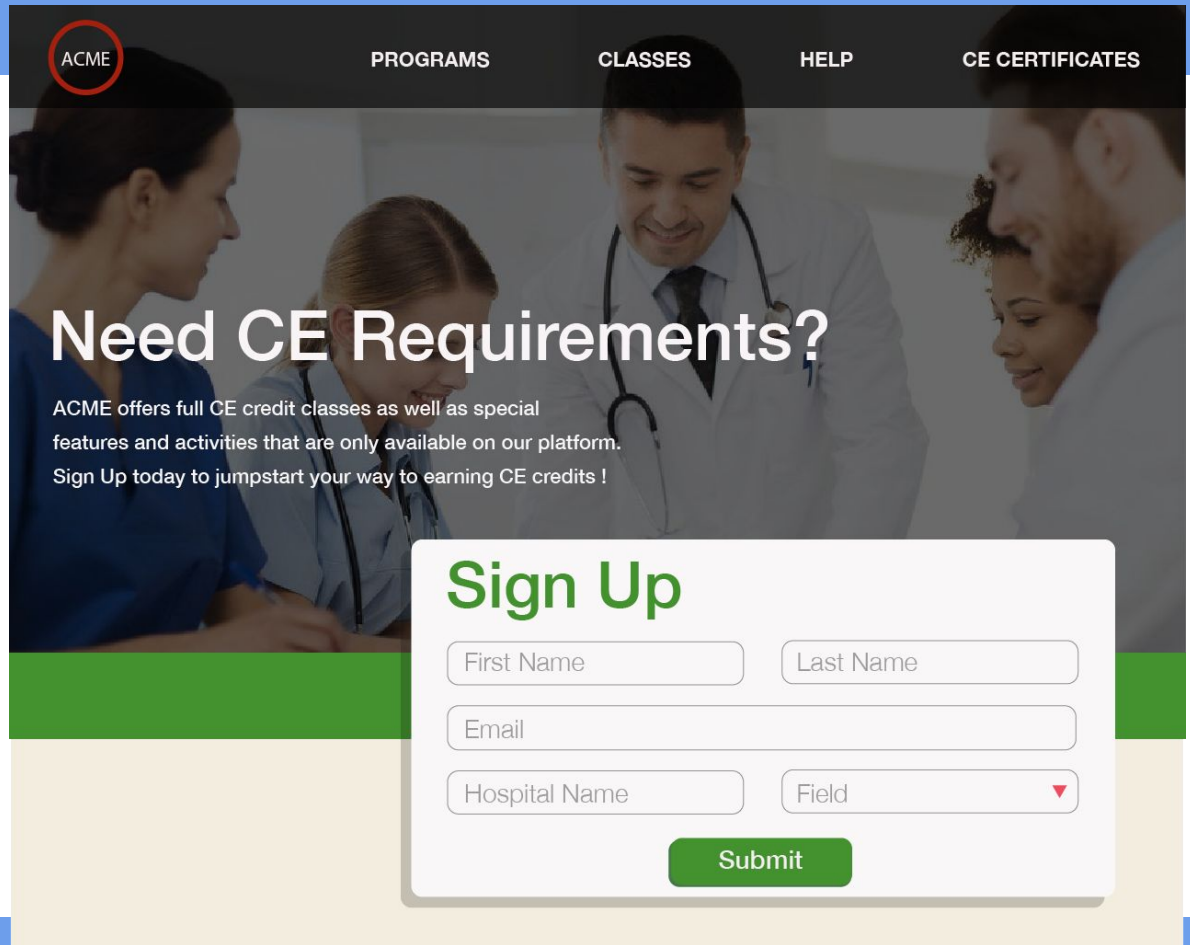 ACME
PROGRAMS
CLASSES
HELP
CE CERTIFICATES
Need CE Requirements?
ACME offers full CE credit classes as well as special
features and activities that are only available on our platform.
Sign Up today to jumpstart your way to earning CE credits !
Sign Up
First Name
Last Name
Email
Hospital Name
Field
Submit